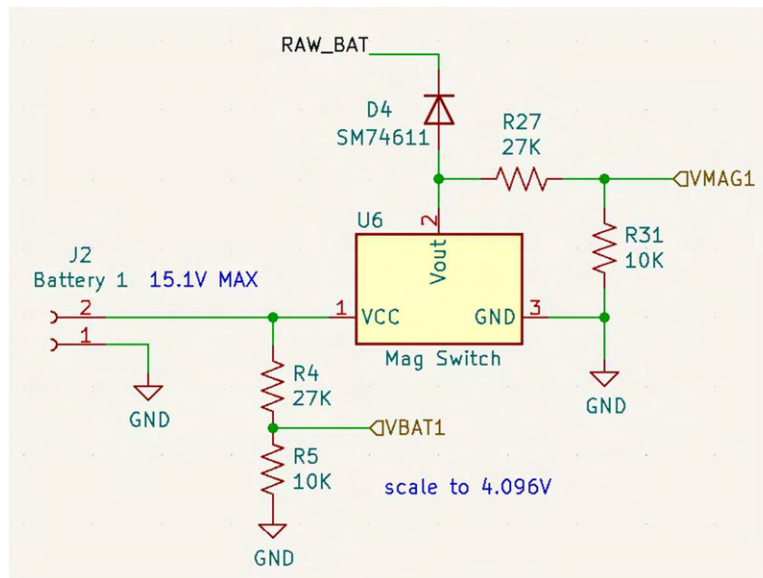 RAW_BAT
D4
SM74611
R27
27K
VMAG1
U6
2
Vout
R31
10K
J2
Battery 1
15.1V MAX
2
1
1
VCC
GND
3
Mag Switch
GND
GND
R4
27K
VBAT1
R5
10K
scale to 4.096V
GND